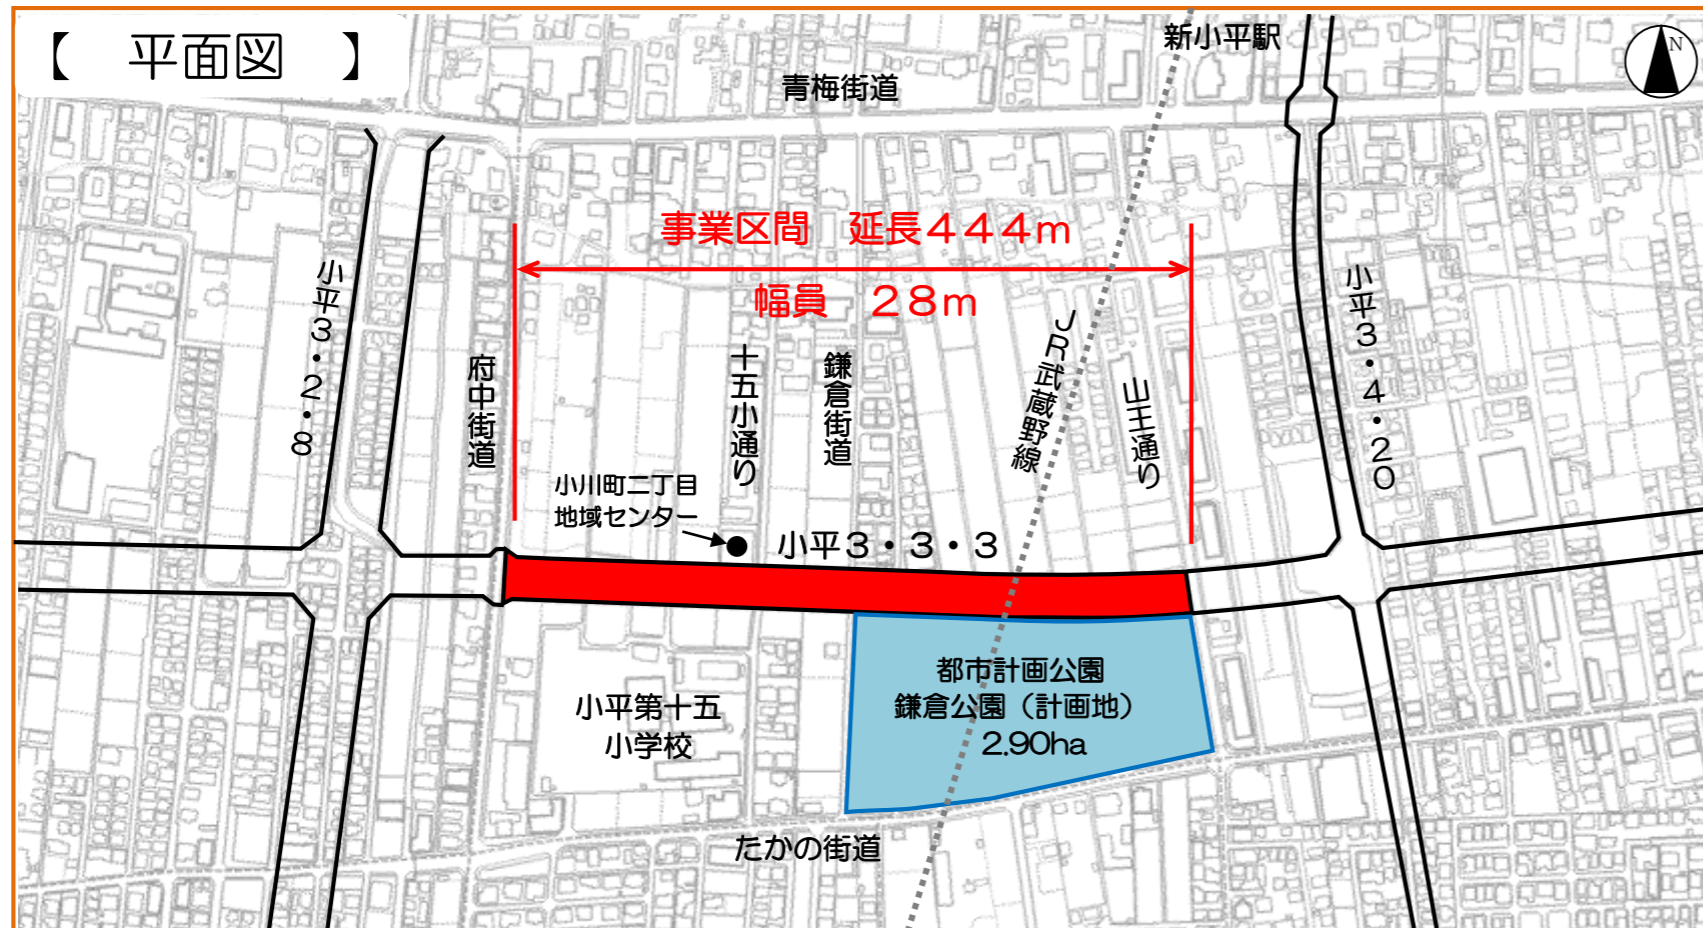 【　平面図　】
新小平駅
N
青梅街道
事業区間　延長444m
幅員　28m
小平3・2・8
府中街道
十五小通り
鎌倉街道
JR武蔵野線
山王通り
小平3・4・20
小川町二丁目
地域センター
小平3・3・3
都市計画公園
鎌倉公園（計画地）
2.90ha
小平第十五
小学校
たかの街道